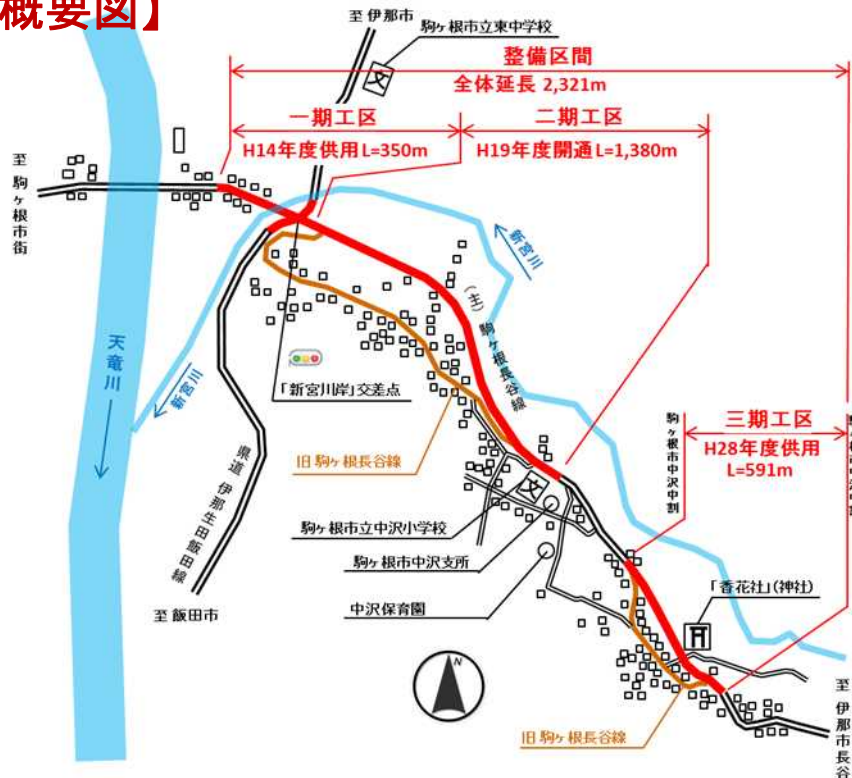 概要図】
至 伊那市
駒ヶ根市立東中学校
整備区間
全体延長 2,321m
一期工区
H14年度供用 L=350m
二期工区
H19年度開通 L=1,380m
至 駒ヶ根市街
新宮川
(主)駒ヶ根長谷線
天竜川
新宮川
「新宮川岸」交差点
旧 駒ヶ根長谷線
県道 伊那生田飯田線
駒ヶ根市中沢中割
三期工区
H28年度供用
L=591m
駒ヶ根市立中沢小学校
駒ヶ根市中沢支所
中沢保育園
「香花社」(神社)
至 飯田市
N
旧 駒ヶ根長谷線
至 伊那市長谷
文
文